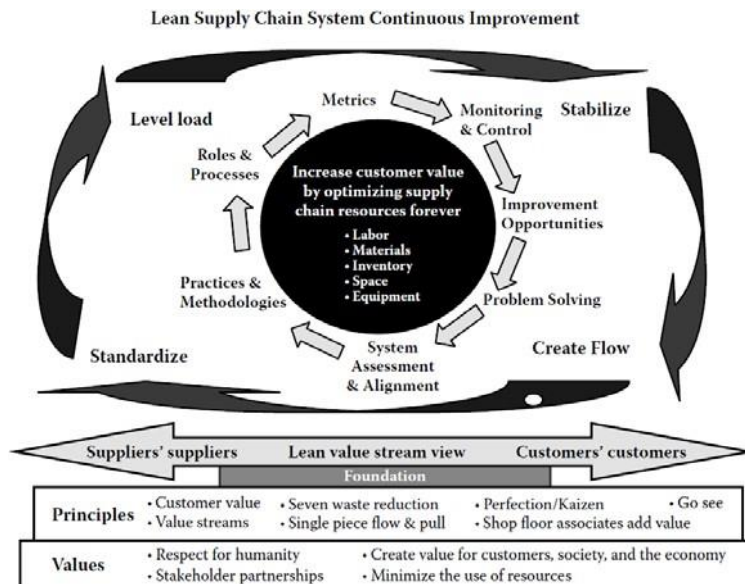 Lean Supply Chain System Continuous Improvement
Level load
Metrics
Monitoring
& Control
Stabilize
Roles &
Processes
Increase customer value
by optimizing supply
chain resources forever
• Labor
• Materials
• Inventory
• Space
• Equipment
Improvement
Opportunities
Practices &
Methodologies
Problem Solving
Standardize
System
Assessment
& Alignment
Create Flow
Suppliers' suppliers Lean value stream view Customers' customers
Foundation
Principles
• Customer value • Seven waste reduction • Perfection/Kaizen • Go see
• Value streams • Single piece flow & pull • Shop floor associates add value
Values
• Respect for humanity • Create value for customers, society, and the economy
• Stakeholder partnerships • Minimize the use of resources